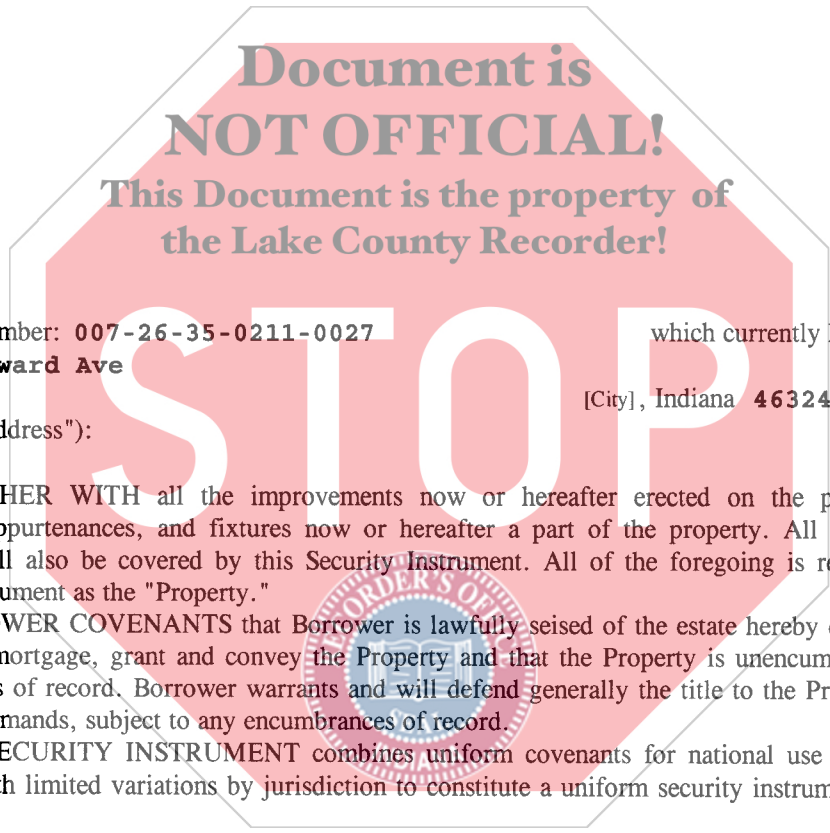 Document is
NOT OFFICIAL!
This Document is the property of
the Lake County Recorder!
STOP
mber: 007-26-35-0211-0027 which currently
ward Ave
[City], Indiana 46324
ddress"):
HER WITH all the improvements now or hereafter erected on the p
ppurtenances, and fixtures now or hereafter a part of the property. All
ll also be covered by this Security Instrument. All of the foregoing is re
ument as the "Property."
OWER COVENANTS that Borrower is lawfully seised of the estate hereby
mortgage, grant and convey the Property and that the Property is unencum
s of record. Borrower warrants and will defend generally the title to the Pr
mands, subject to any encumbrances of record.
ECURITY INSTRUMENT combines uniform covenants for national use
th limited variations by jurisdiction to constitute a uniform security instrum